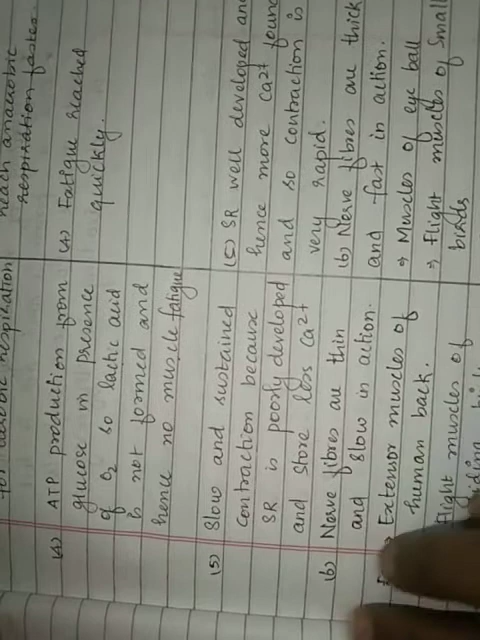 for aerobic respiration
(4) ATP production from
glucose in presence
of O2 so lactic acid
is not formed and
hence no muscle fatigue
(5) Slow and sustained
contraction because
SR is poorly developed
and store less Ca2+
(6) Nerve fibres are thin
and slow in action.
→ Extensor muscles of
human back.
Flight muscles of
reach anaerobic
respiration faster.
(4) Fatigue reached
quickly.
(5) SR well developed and
hence more Ca2+ found
and so contraction is
very rapid.
(6) Nerve fibres are thick
and fast in action.
→ Muscles of eye ball
→ Flight muscles of small
birds